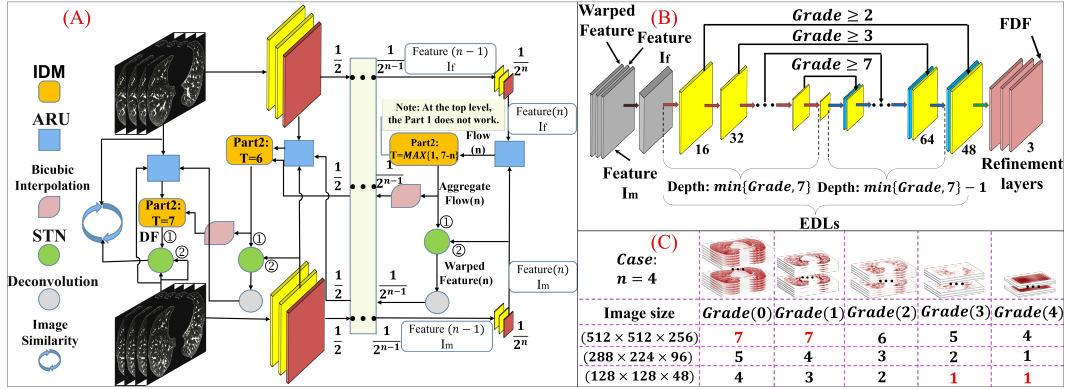 (A)
IDM
ARU
Bicubic
Interpolation
STN
Deconvolution
Image
Similarity
1/2
1/2^{n-1}
Feature (n − 1)
If
1/2^n
Note: At the top level,
the Part 1 does not work.
Feature(n)
If
Part2:
T=MAX{1, 7-n}
Flow
(n)
Part2:
T=6
1/2
1/2^{n-1}
Aggregate
Flow(n)
Part2:
T=7
DF
①
②
①
②
①
②
Warped
Feature(n)
Feature(n)
Im
1/2
1/2^{n-1}
1/2
1/2^{n-1}
Feature (n − 1)
Im
1/2^n
(B)
Warped
Feature
Feature
If
Feature
Im
Grade ≥ 2
Grade ≥ 3
Grade ≥ 7
FDF
16
32
64
48
3
Refinement
layers
Depth: min{Grade, 7}
Depth: min{Grade, 7} − 1
EDLs
(C)
Case:
n = 4
Image size Grade(0) Grade(1) Grade(2) Grade(3) Grade(4)
(512 × 512 × 256) 7 7 6 5 4
(288 × 224 × 96) 5 4 3 2 1
(128 × 128 × 48) 4 3 2 1 1